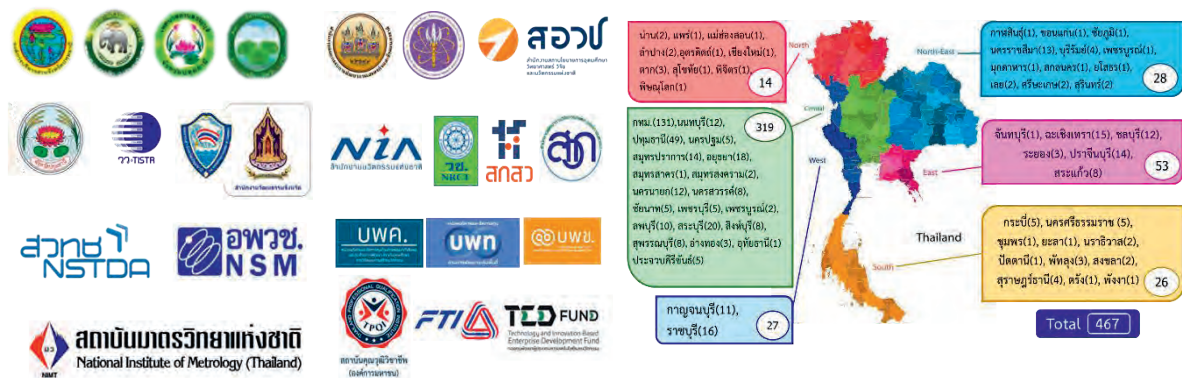 สอวช
สำนักงานสภานโยบายการอุดมศึกษา
วิทยาศาสตร์ วิจัย
และนวัตกรรมแห่งชาติ
วว-TISTR
สำนักงานวัฒนธรรมจังหวัด
NIA
สำนักงานนวัตกรรมแห่งชาติ
วช.
NRCT
สกสว
สวทช
NSTDA
อพวช.
NSM
บพค.
บพท
บพข.
นว
NIMT
สถาบันมาตรวิทยาแห่งชาติ
National Institute of Metrology (Thailand)
TPQI
สถาบันคุณวุฒิวิชาชีพ
(องค์การมหาชน)
FTI
TED FUND
Technology and Innovation-Based
Enterprise Development Fund
น่าน(2), แพร่(1), แม่ฮ่องสอน(1),
ลำปาง(2),อุตรดิตถ์(1),เชียงใหม่(1),
ตาก(3), สุโขทัย(1), พิจิตร(1),
พิษณุโลก(1)
14
North
กทม.(131),นนทบุรี(12),
ปทุมธานี(49), นครปฐม(5),
สมุทรปราการ(14), อยุธยา(18),
สมุทรสาคร(1), สมุทรสงคราม(2),
นครนายก(12), นครสวรรค์(8),
ชัยนาท(5), เพชรบุรี(5), เพชรบูรณ์(2),
ลพบุรี(10), สระบุรี(20), สิงห์บุรี(8),
สุพรรณบุรี(8), อ่างทอง(3), อุทัยธานี(1)
ประจวบคีรีขันธ์(5)
319
Central
West
กาญจนบุรี(11),
ราชบุรี(16)
27
North-East
กาฬสินธุ์(1), ขอนแก่น(1), ชัยภูมิ(1),
นครราชสีมา(13), บุรีรัมย์(4), เพชรบูรณ์(1),
มุกดาหาร(1), สกลนคร(1), ยโสธร(1),
เลย(2), ศรีษะเกษ(2), สุรินทร์(2)
28
จันทบุรี(1), ฉะเชิงเทรา(15), ชลบุรี(12),
ระยอง(3), ปราจีนบุรี(14),
สระแก้ว(8)
53
East
Thailand
South
กระบี่(5), นครศรีธรรมราช (5),
ชุมพร(1), ยะลา(1), นราธิวาส(2),
ปัตตานี(1), พัทลุง(3), สงขลา(2),
สุราษฎร์ธานี(4), ตรัง(1), พังงา(1)
26
Total 467